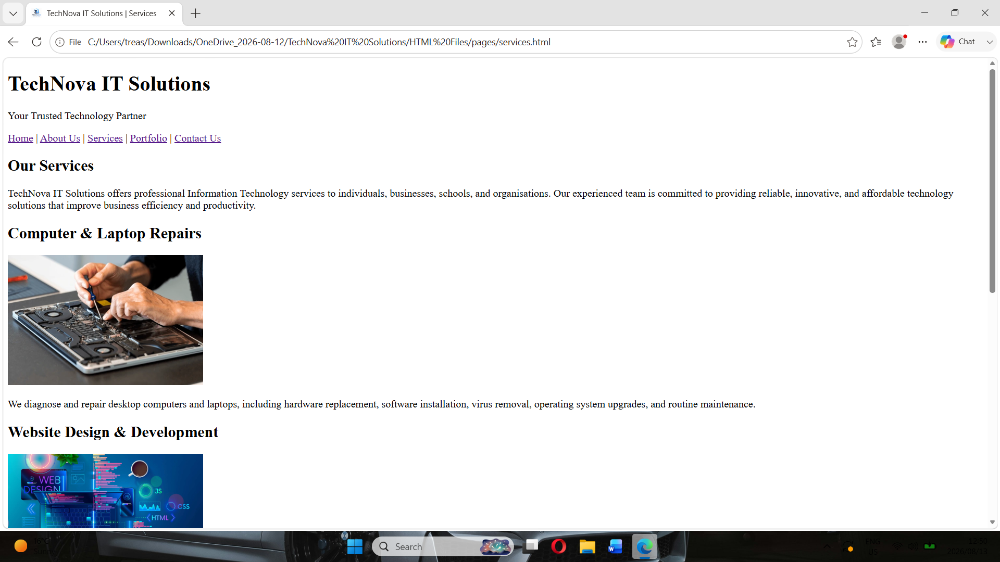 TechNova IT Solutions | Services
File
C:/Users/treas/Downloads/OneDrive_2026-08-12/TechNova%20IT%20Solutions/HTML%20Files/pages/services.html
Chat
TechNova IT Solutions
Your Trusted Technology Partner
Home | About Us | Services | Portfolio | Contact Us
Our Services
TechNova IT Solutions offers professional Information Technology services to individuals, businesses, schools, and organisations. Our experienced team is committed to providing reliable, innovative, and affordable technology
solutions that improve business efficiency and productivity.
Computer & Laptop Repairs
We diagnose and repair desktop computers and laptops, including hardware replacement, software installation, virus removal, operating system upgrades, and routine maintenance.
Website Design & Development
WEB
DESIGN
JS
CSS
HTML
16°C
Search
ENG
US
12:50
2026/08/13